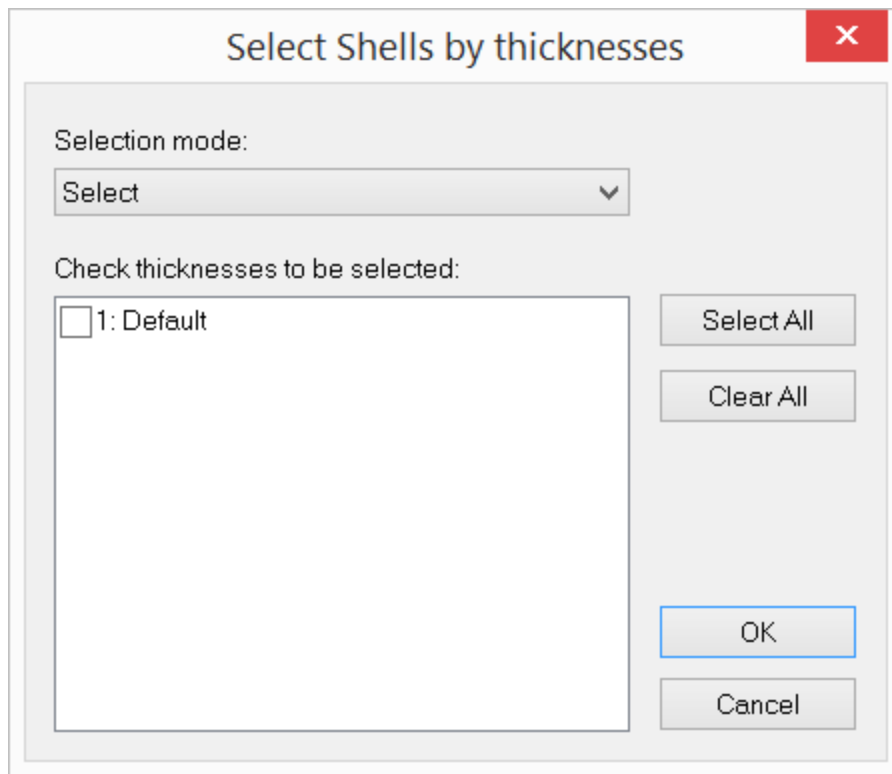 Select Shells by thicknesses
Selection mode:
Select
Check thicknesses to be selected:
1: Default
Select All
Clear All
OK
Cancel